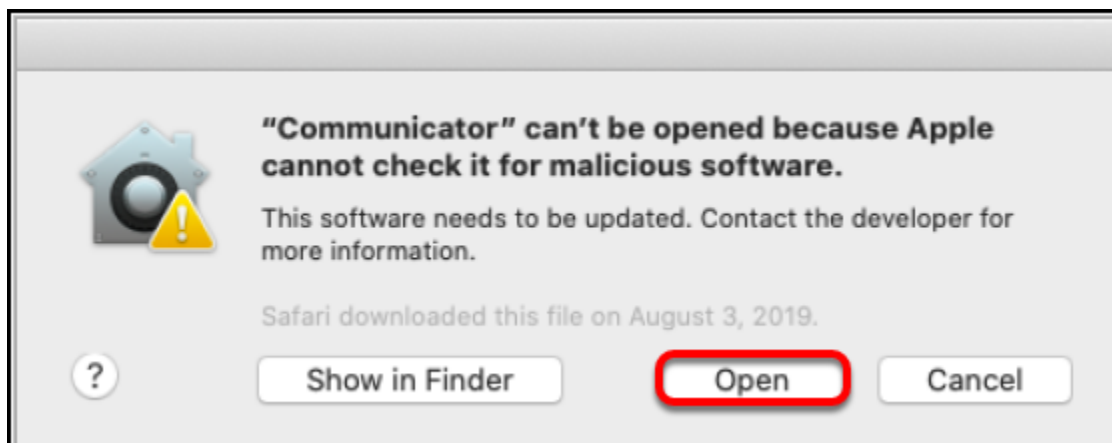 “Communicator” can’t be opened because Apple
cannot check it for malicious software.
This software needs to be updated. Contact the developer for
more information.
Safari downloaded this file on August 3, 2019.
? Show in Finder Open Cancel